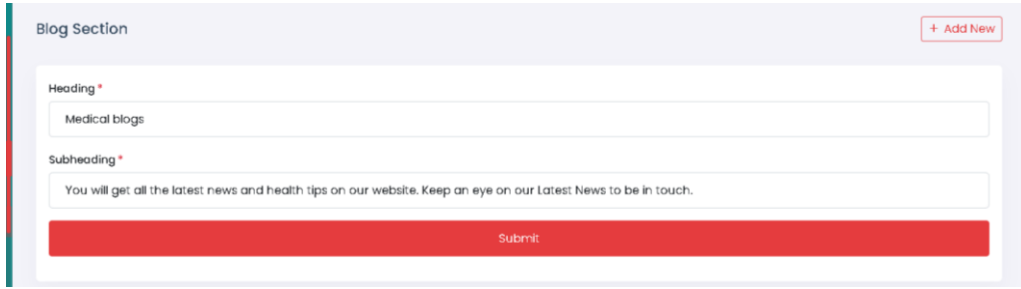 Blog Section
+ Add New
Heading *
Medical blogs
Subheading *
You will get all the latest news and health tips on our website. Keep an eye on our Latest News to be in touch.
Submit